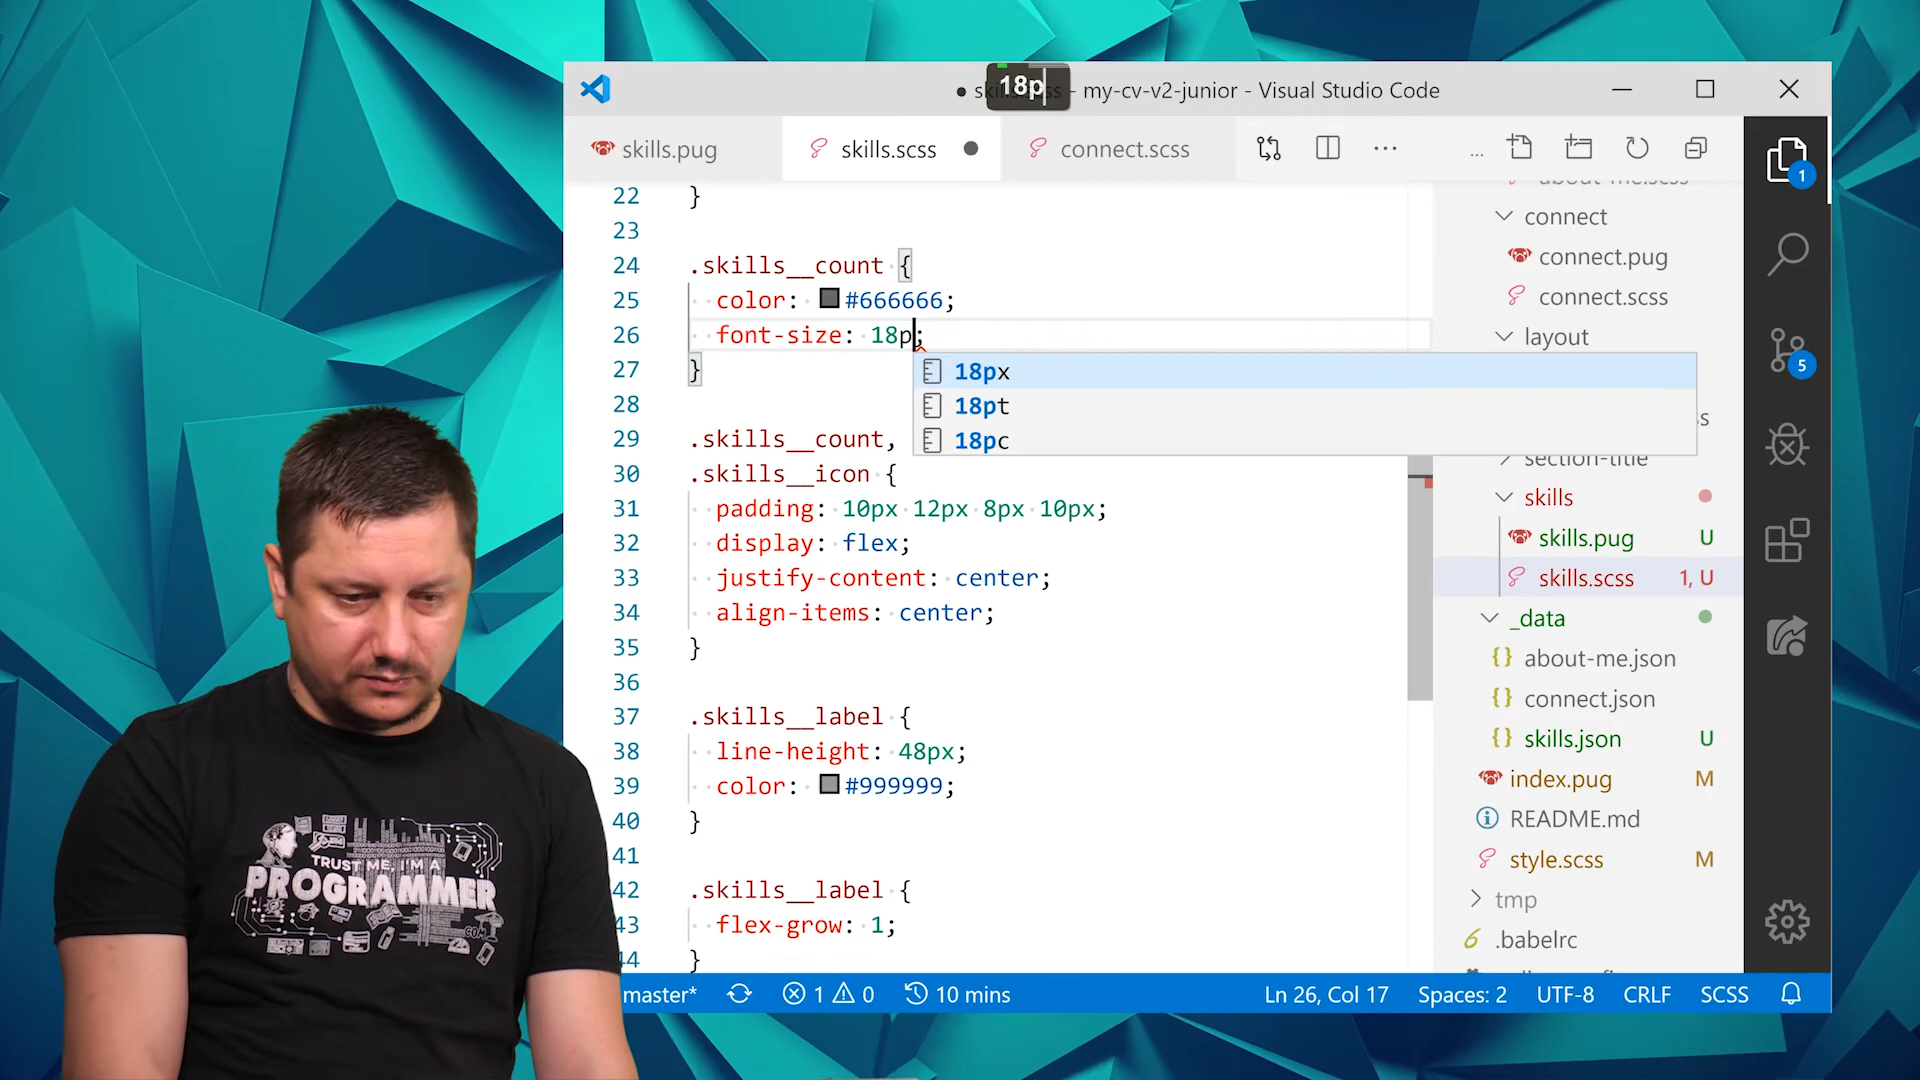 18p
● skills.scss - my-cv-v2-junior - Visual Studio Code
skills.pug
skills.scss
connect.scss
22 }
23
24 .skills__count {
25 color: #666666;
26 font-size: 18p;
27 }
28
29 .skills__count,
30 .skills__icon {
31 padding: 10px 12px 8px 10px;
32 display: flex;
33 justify-content: center;
34 align-items: center;
35 }
36
37 .skills__label {
38 line-height: 48px;
39 color: #999999;
40 }
41
42 .skills__label {
43 flex-grow: 1;
44 }
18px
18pt
18pc
about-me.scss
connect
connect.pug
connect.scss
layout
section-title
skills
skills.pug U
skills.scss 1, U
_data
about-me.json
connect.json
skills.json U
index.pug M
README.md
style.scss M
tmp
.babelrc
1
5
TRUST ME, I'M A
PROGRAMMER
.COM
master* 1 0 10 mins Ln 26, Col 17 Spaces: 2 UTF-8 CRLF SCSS